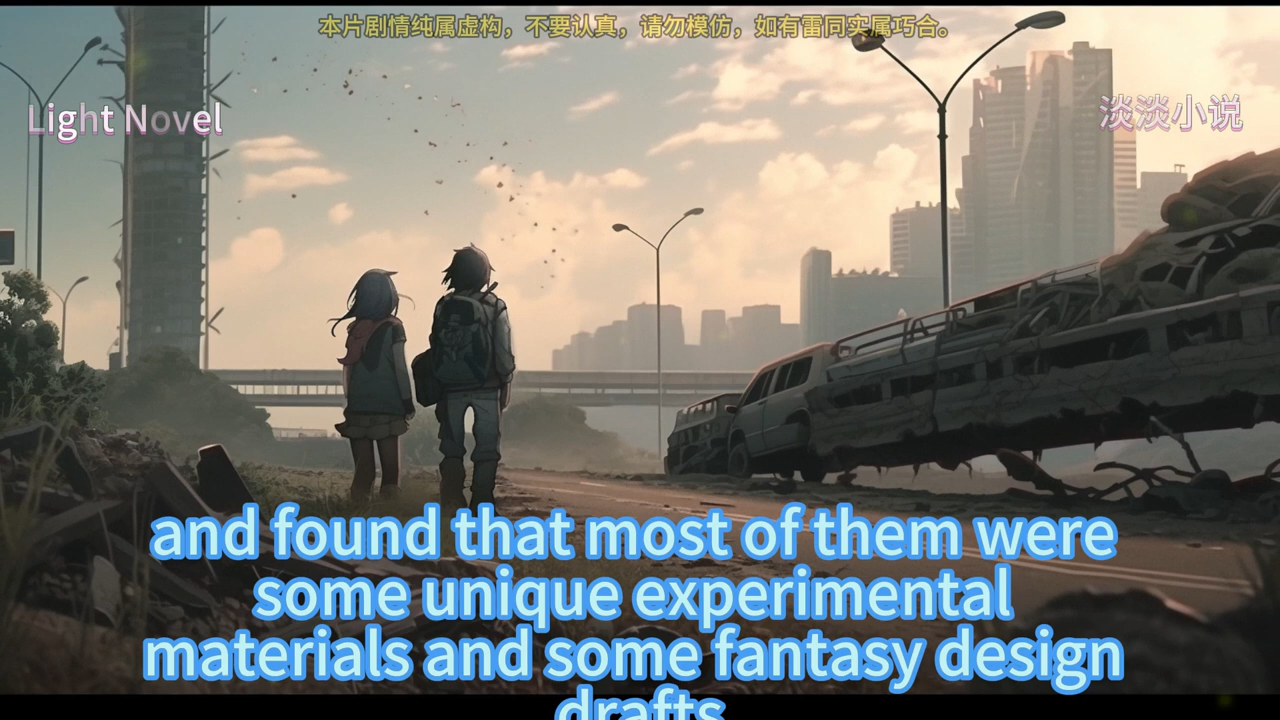 本片剧情纯属虚构，不要认真，请勿模仿，如有雷同实属巧合。
Light Novel
淡淡小说
and found that most of them were
some unique experimental
materials and some fantasy design
drafts